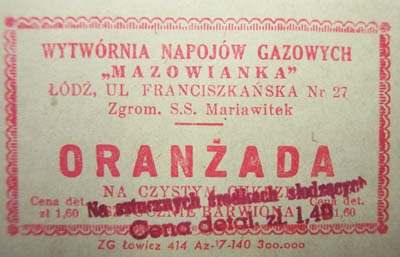 WYTWÓRNIA NAPOJÓW GAZOWYCH
„MAZOWIANKA”
ŁÓDŹ, UL FRANCISZKAŃSKA Nr 27
Zgrom. S.S. Mariawitek
ORANŻADA
NA CZYSTYM CUKRZE
Na sztucznych środkach słodzących
Cena det. BARWIONA det.
zł 1,60 1,60
Cena detal zł 1,40
ZG Łowicz 414 Az-17-140 300.000